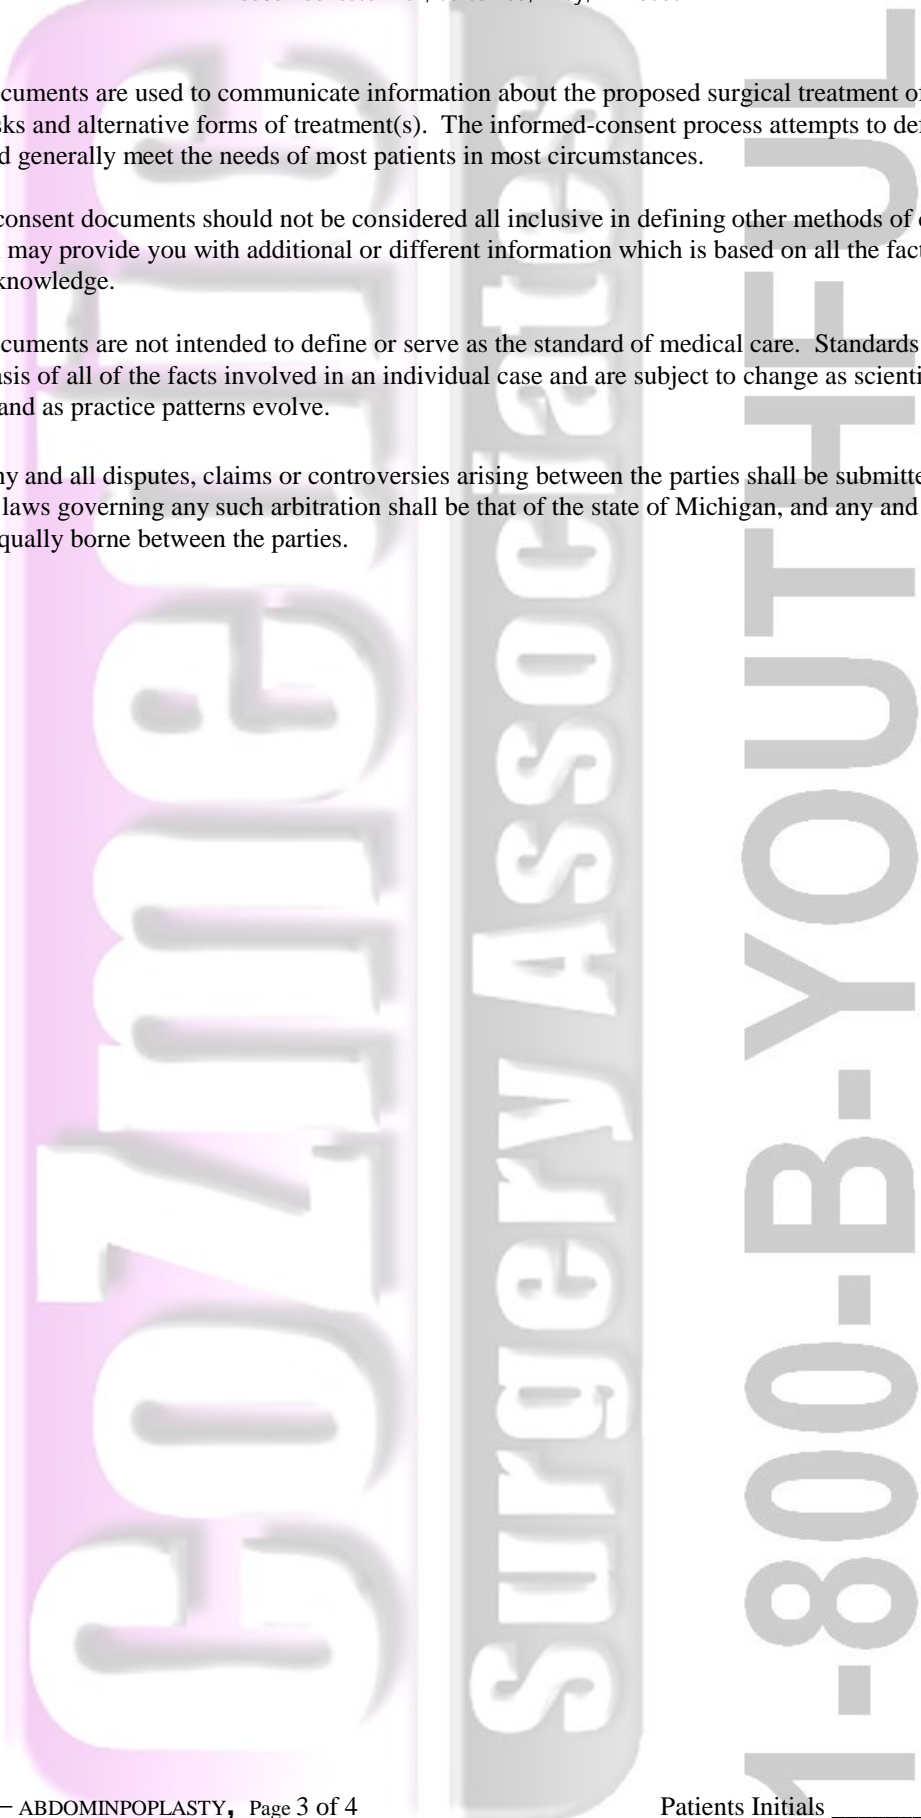 cuments are used to communicate information about the proposed surgical treatment of
sks and alternative forms of treatment(s). The informed-consent process attempts to def
d generally meet the needs of most patients in most circumstances.
consent documents should not be considered all inclusive in defining other methods of
may provide you with additional or different information which is based on all the fact
knowledge.
cuments are not intended to define or serve as the standard of medical care. Standards
asis of all of the facts involved in an individual case and are subject to change as scienti
and as practice patterns evolve.
ny and all disputes, claims or controversies arising between the parties shall be submitte
laws governing any such arbitration shall be that of the state of Michigan, and any and
qually borne between the parties.
Surgery Associates
1-800-B-YOUTHFUL
– ABDOMINPOPLASTY, Page 3 of 4
Patients Initials ________